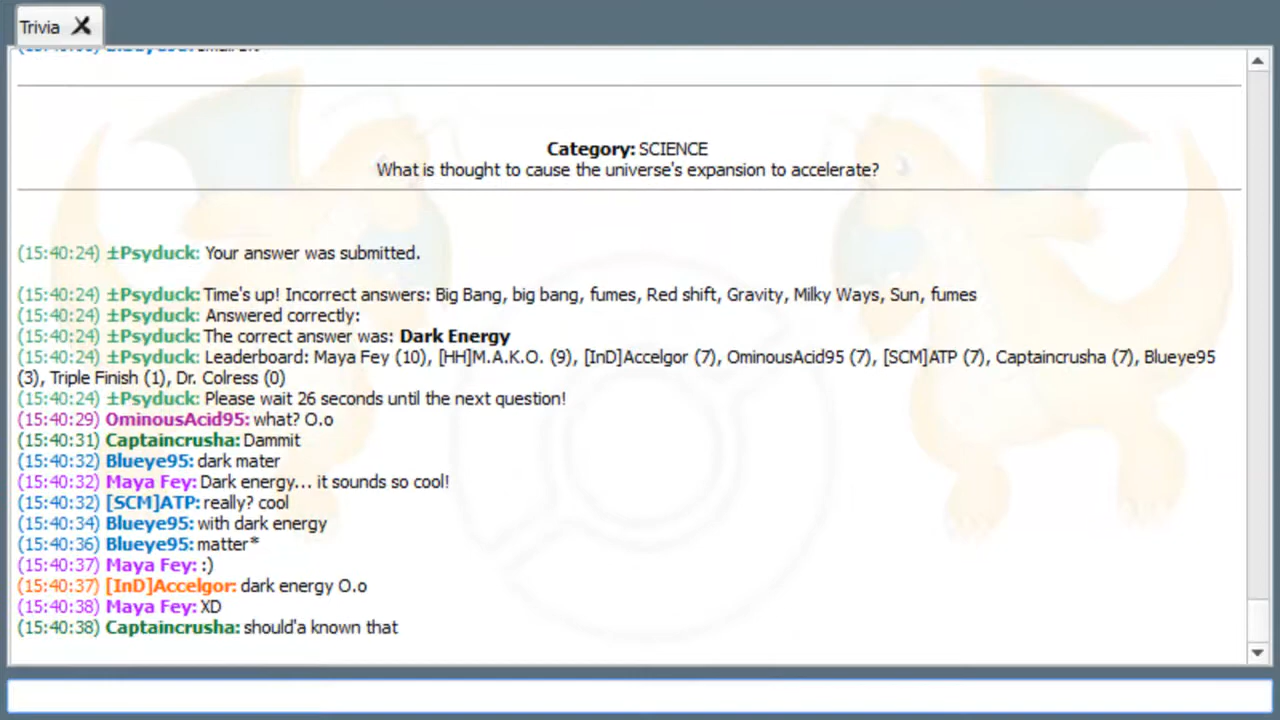 Trivia X
Category: SCIENCE
What is thought to cause the universe's expansion to accelerate?
(15:40:24) ±Psyduck: Your answer was submitted.
(15:40:24) ±Psyduck: Time's up! Incorrect answers: Big Bang, big bang, fumes, Red shift, Gravity, Milky Ways, Sun, fumes
(15:40:24) ±Psyduck: Answered correctly:
(15:40:24) ±Psyduck: The correct answer was: Dark Energy
(15:40:24) ±Psyduck: Leaderboard: Maya Fey (10), [HH]M.A.K.O. (9), [InD]Accelgor (7), OminousAcid95 (7), [SCM]ATP (7), Captaincrusha (7), Blueye95
(3), Triple Finish (1), Dr. Colress (0)
(15:40:24) ±Psyduck: Please wait 26 seconds until the next question!
(15:40:29) OminousAcid95: what? O.o
(15:40:31) Captaincrusha: Dammit
(15:40:32) Blueye95: dark mater
(15:40:32) Maya Fey: Dark energy... it sounds so cool!
(15:40:32) [SCM]ATP: really? cool
(15:40:34) Blueye95: with dark energy
(15:40:36) Blueye95: matter*
(15:40:37) Maya Fey: :)
(15:40:37) [InD]Accelgor: dark energy O.o
(15:40:38) Maya Fey: XD
(15:40:38) Captaincrusha: should'a known that